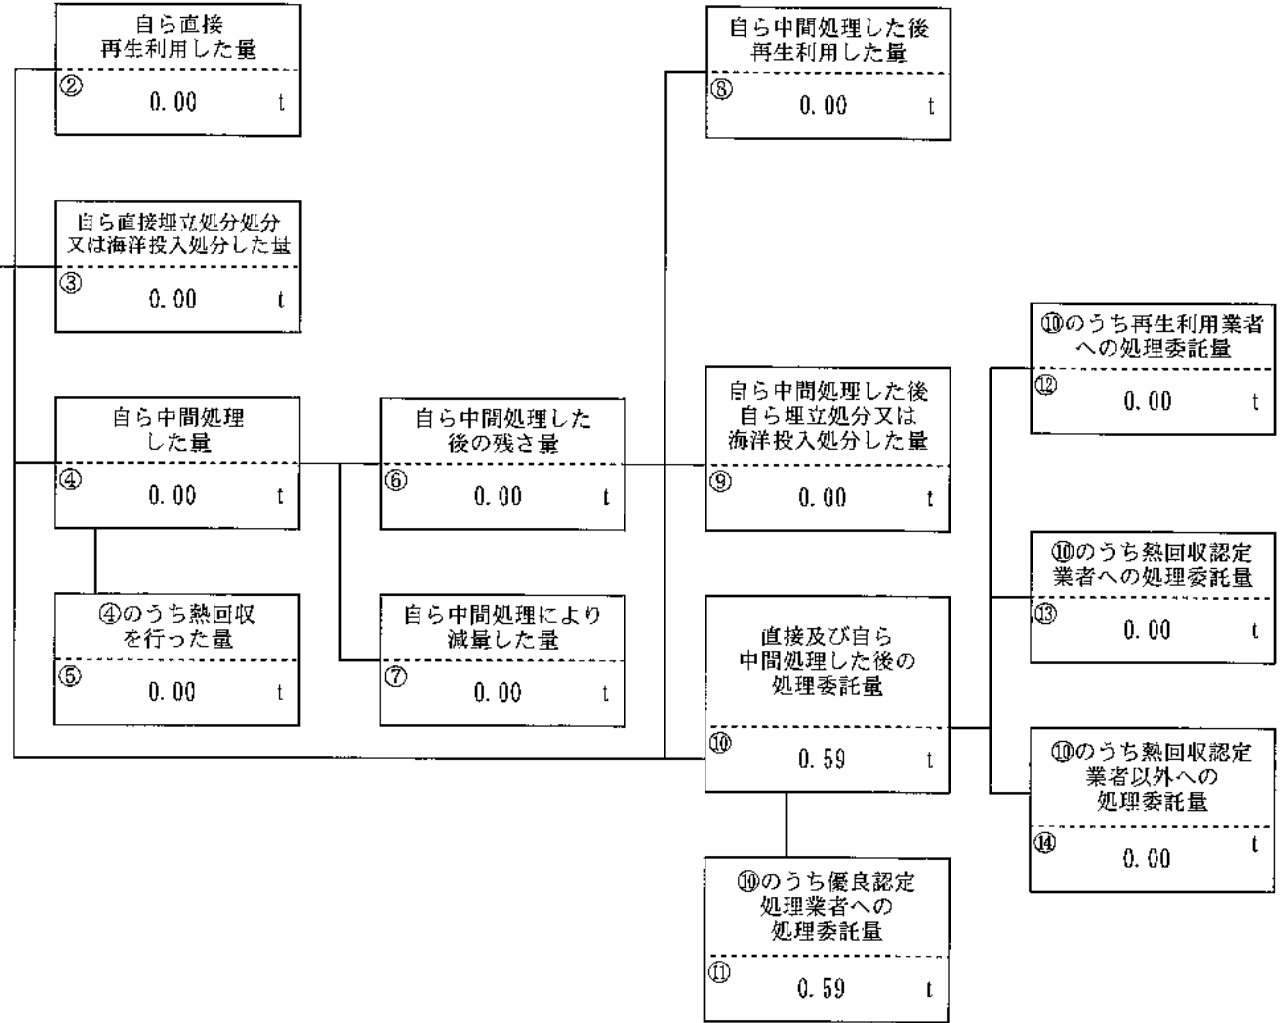 自ら直接
再生利用した量
② 0.00 t
自ら直接埋立処分処分
又は海洋投入処分した量
③ 0.00 t
自ら中間処理
した量
④ 0.00 t
④のうち熱回収
を行った量
⑤ 0.00 t
自ら中間処理した
後の残さ量
⑥ 0.00 t
自ら中間処理により
減量した量
⑦ 0.00 t
自ら中間処理した後
再生利用した量
⑧ 0.00 t
自ら中間処理した後
自ら埋立処分又は
海洋投入処分した量
⑨ 0.00 t
直接及び自ら
中間処理した後の
処理委託量
⑩ 0.59 t
⑩のうち優良認定
処理業者への
処理委託量
⑪ 0.59 t
⑩のうち再生利用業者
への処理委託量
⑫ 0.00 t
⑩のうち熱回収認定
業者への処理委託量
⑬ 0.00 t
⑩のうち熱回収認定
業者以外への
処理委託量
⑭ 0.00 t